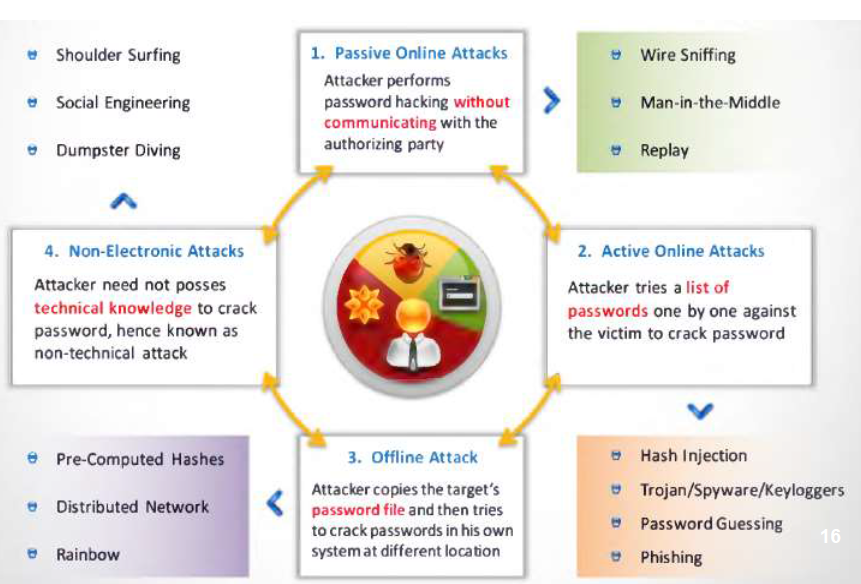 Shoulder Surfing
Social Engineering
Dumpster Diving
1. Passive Online Attacks
Attacker performs
password hacking without
communicating with the
authorizing party
Wire Sniffing
Man-in-the-Middle
Replay
4. Non-Electronic Attacks
Attacker need not posses
technical knowledge to crack
password, hence known as
non-technical attack
2. Active Online Attacks
Attacker tries a list of
passwords one by one against
the victim to crack password
Pre-Computed Hashes
Distributed Network
Rainbow
3. Offline Attack
Attacker copies the target's
password file and then tries
to crack passwords in his own
system at different location
Hash Injection
Trojan/Spyware/Keyloggers
Password Guessing
Phishing
16